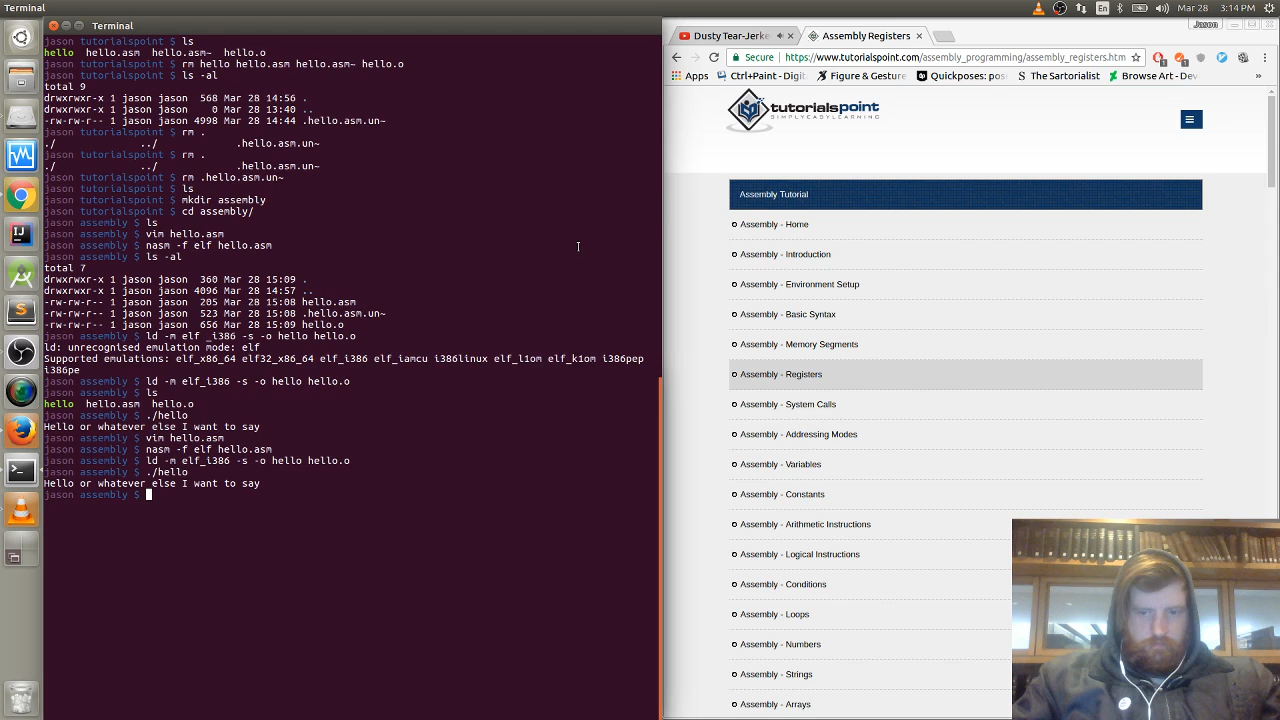 Terminal
En
Mar 28
3:14 PM
Terminal
jason tutorialspoint $ ls
hello  hello.asm  hello.asm~  hello.o
jason tutorialspoint $ rm hello hello.asm hello.asm~ hello.o
jason tutorialspoint $ ls -al
total 9
drwxrwxr-x 1 jason jason  568 Mar 28 14:56 .
drwxrwxr-x 1 jason jason    0 Mar 28 13:40 ..
-rw-rw-r-- 1 jason jason 4998 Mar 28 14:44 .hello.asm.un~
jason tutorialspoint $ rm .
./              ../             .hello.asm.un~
jason tutorialspoint $ rm .
./              ../             .hello.asm.un~
jason tutorialspoint $ rm .hello.asm.un~
jason tutorialspoint $ ls
jason tutorialspoint $ mkdir assembly
jason tutorialspoint $ cd assembly/
jason assembly $ ls
jason assembly $ vim hello.asm
jason assembly $ nasm -f elf hello.asm
jason assembly $ ls -al
total 7
drwxrwxr-x 1 jason jason  360 Mar 28 15:09 .
drwxrwxr-x 1 jason jason 4096 Mar 28 14:57 ..
-rw-rw-r-- 1 jason jason  205 Mar 28 15:08 hello.asm
-rw-rw-r-- 1 jason jason  523 Mar 28 15:08 .hello.asm.un~
-rw-rw-r-- 1 jason jason  656 Mar 28 15:09 hello.o
jason assembly $ ld -m elf _i386 -s -o hello hello.o
ld: unrecognised emulation mode: elf
Supported emulations: elf_x86_64 elf32_x86_64 elf_i386 elf_iamcu i386linux elf_l1om elf_k1om i386pep
i386pe
jason assembly $ ld -m elf_i386 -s -o hello hello.o
jason assembly $ ls
hello  hello.asm  hello.o
jason assembly $ ./hello
Hello or whatever else I want to say
jason assembly $ vim hello.asm
jason assembly $ nasm -f elf hello.asm
jason assembly $ ld -m elf_i386 -s -o hello hello.o
jason assembly $ ./hello
Hello or whatever else I want to say
jason assembly $
Jason
Dusty Tear-Jerke
Assembly Registers
Secure
https://www.tutorialspoint.com/assembly_programming/assembly_registers.htm
Apps
Ctrl+Paint - Digit
Figure & Gesture
Quickposes: pos
The Sartorialist
Browse Art - Dev
»
tutorialspoint
SIMPLYEASYLEARNING
Assembly Tutorial
Assembly - Home
Assembly - Introduction
Assembly - Environment Setup
Assembly - Basic Syntax
Assembly - Memory Segments
Assembly - Registers
Assembly - System Calls
Assembly - Addressing Modes
Assembly - Variables
Assembly - Constants
Assembly - Arithmetic Instructions
Assembly - Logical Instructions
Assembly - Conditions
Assembly - Loops
Assembly - Numbers
Assembly - Strings
Assembly - Arrays